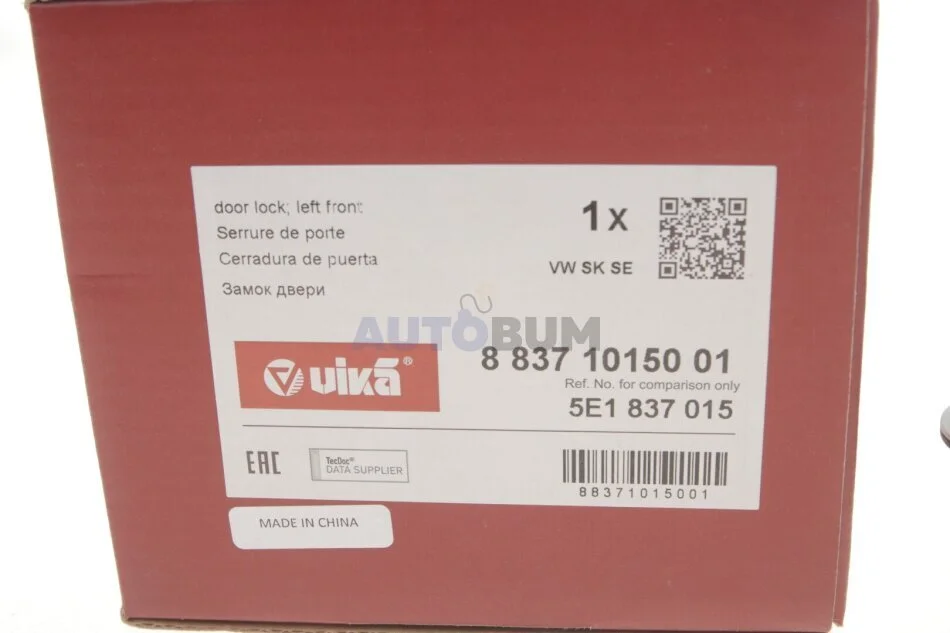 door lock; left front
Serrure de porte
Cerradura de puerta
Замок двери
1x
VW SK SE
AUTOBUM
8 837 10150 01
Ref. No. for comparison only
5E1 837 015
vika®
EAC
TecDoc®
DATA SUPPLIER
88371015001
MADE IN CHINA